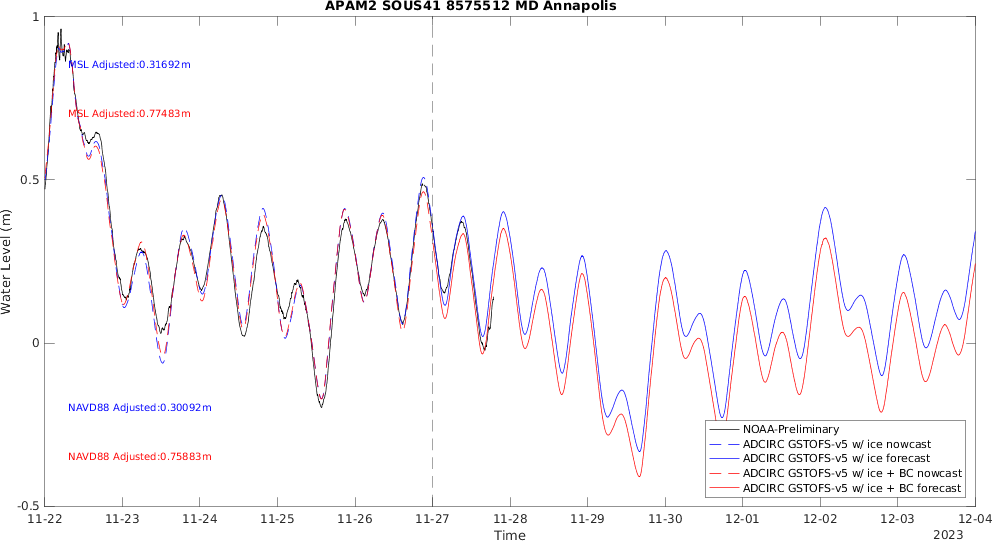 APAM2 SOUS41 8575512 MD Annapolis
1
MSL Adjusted:0.31692m
MSL Adjusted:0.77483m
0.5
Water Level (m)
0
NAVD88 Adjusted:0.30092m
NAVD88 Adjusted:0.75883m
NOAA-Preliminary
ADCIRC GSTOFS-v5 w/ ice nowcast
ADCIRC GSTOFS-v5 w/ ice forecast
ADCIRC GSTOFS-v5 w/ ice + BC nowcast
ADCIRC GSTOFS-v5 w/ ice + BC forecast
-0.5
11-22 11-23 11-24 11-25 11-26 11-27 11-28 11-29 11-30 12-01 12-02 12-03 12-04
Time
2023